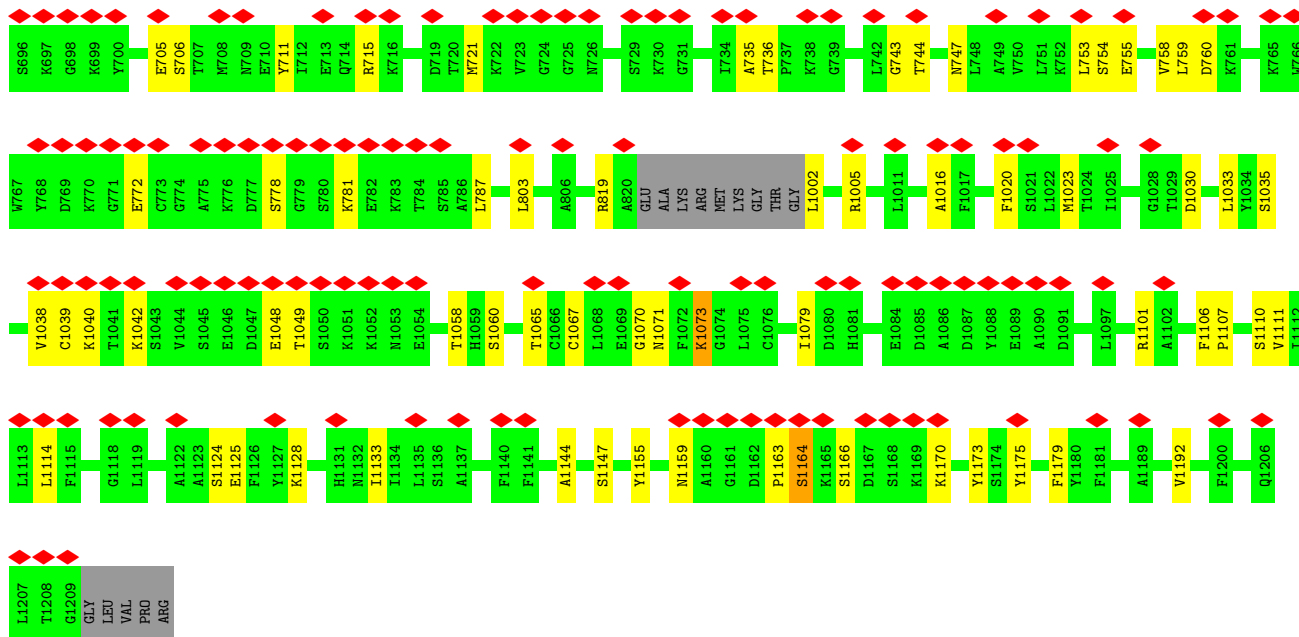 S696 K697 G698 K699 Y700 E705 S706 T707 M708 N709 E710 Y711 I712 E713 Q714 R715 K716 D719 T720 M721 K722 V723 G724 G725 N726 S729 K730 G731 I734 A735 T736 P737 K738 G739 L742 G743 T744 N747 L748 A749 V750 L751 K752 L753 S754 E755 V758 L759 D760 K761 K765 W766
W767 Y768 D769 K770 G771 E772 C773 G774 A775 K776 D777 S778 G779 S780 K781 E782 K783 T784 S785 A786 L787 L803 A806 R819 A820 GLU ALA LYS ARG MET LYS GLY THR GLY L1002 R1005 L1011 A1016 F1017 F1020 S1021 L1022 M1023 T1024 I1025 G1028 T1029 D1030 L1033 Y1034 S1035
V1038 C1039 K1040 T1041 K1042 S1043 V1044 S1045 E1046 D1047 E1048 T1049 S1050 K1051 K1052 N1053 E1054 T1058 H1059 S1060 T1065 C1066 C1067 L1068 E1069 G1070 N1071 F1072 K1073 G1074 L1075 C1076 I1079 D1080 H1081 E1084 D1085 A1086 D1087 Y1088 E1089 A1090 D1091 L1097 R1101 A1102 F1106 P1107 S1110 V1111 I1112
L1113 L1114 F1115 G1118 L1119 A1122 A1123 S1124 E1125 F1126 Y1127 K1128 H1131 N1132 I1133 I1134 L1135 S1136 A1137 F1140 F1141 A1144 S1147 Y1155 N1159 A1160 G1161 D1162 P1163 S1164 K1165 S1166 D1167 S1168 K1169 K1170 Y1173 S1174 Y1175 F1179 Y1180 F1181 A1189 V1192 F1200 Q1206
L1207 T1208 G1209 GLY LEU VAL PRO ARG